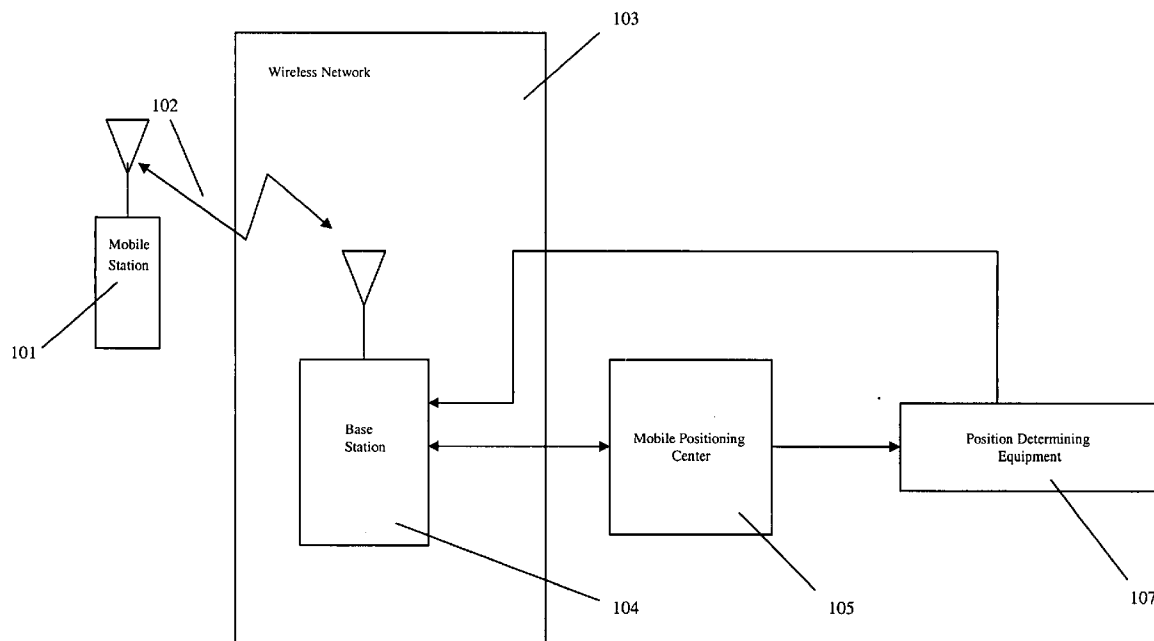 103
Wireless Network
102
Mobile
Station
101
Base
Station
Mobile Positioning
Center
Position Determining
Equipment
104
105
107